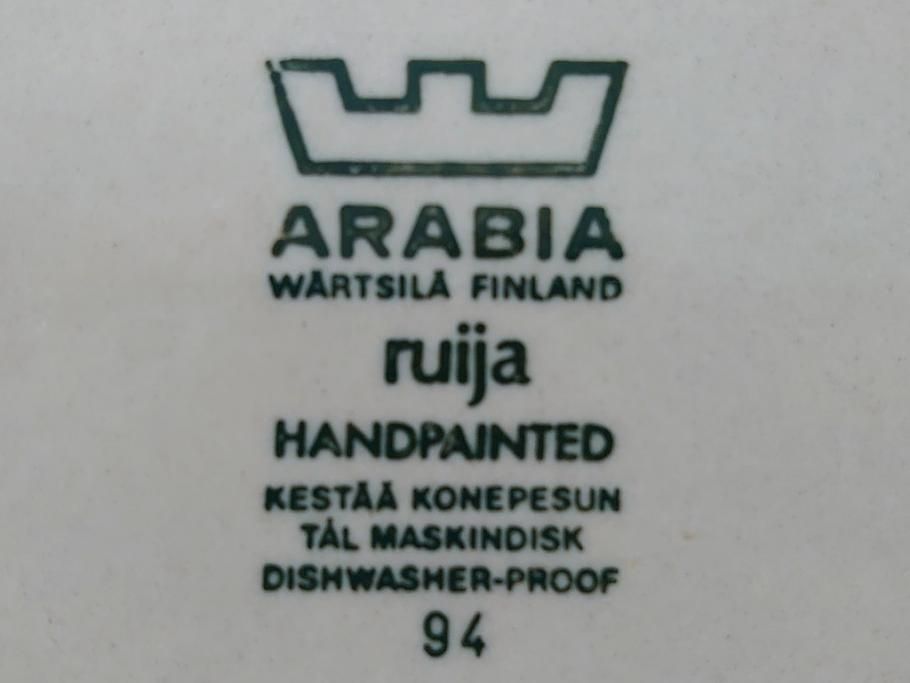 ARABIA
WÄRTSILÄ FINLAND
ruija
HANDPAINTED
KESTÄÄ KONEPESUN
TÅL MASKINDISK
DISHWASHER-PROOF
94